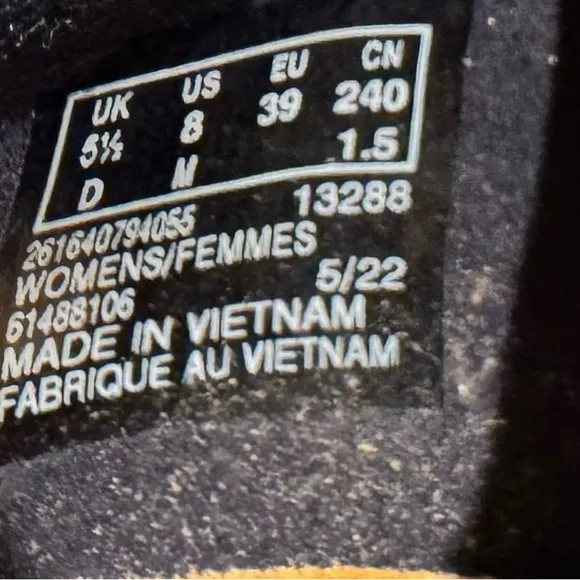 UK US EU CN
5½ 8 39 240
D M 1.5
261640794055 13288
WOMENS/FEMMES
61488106 5/22
MADE IN VIETNAM
FABRIQUE AU VIETNAM